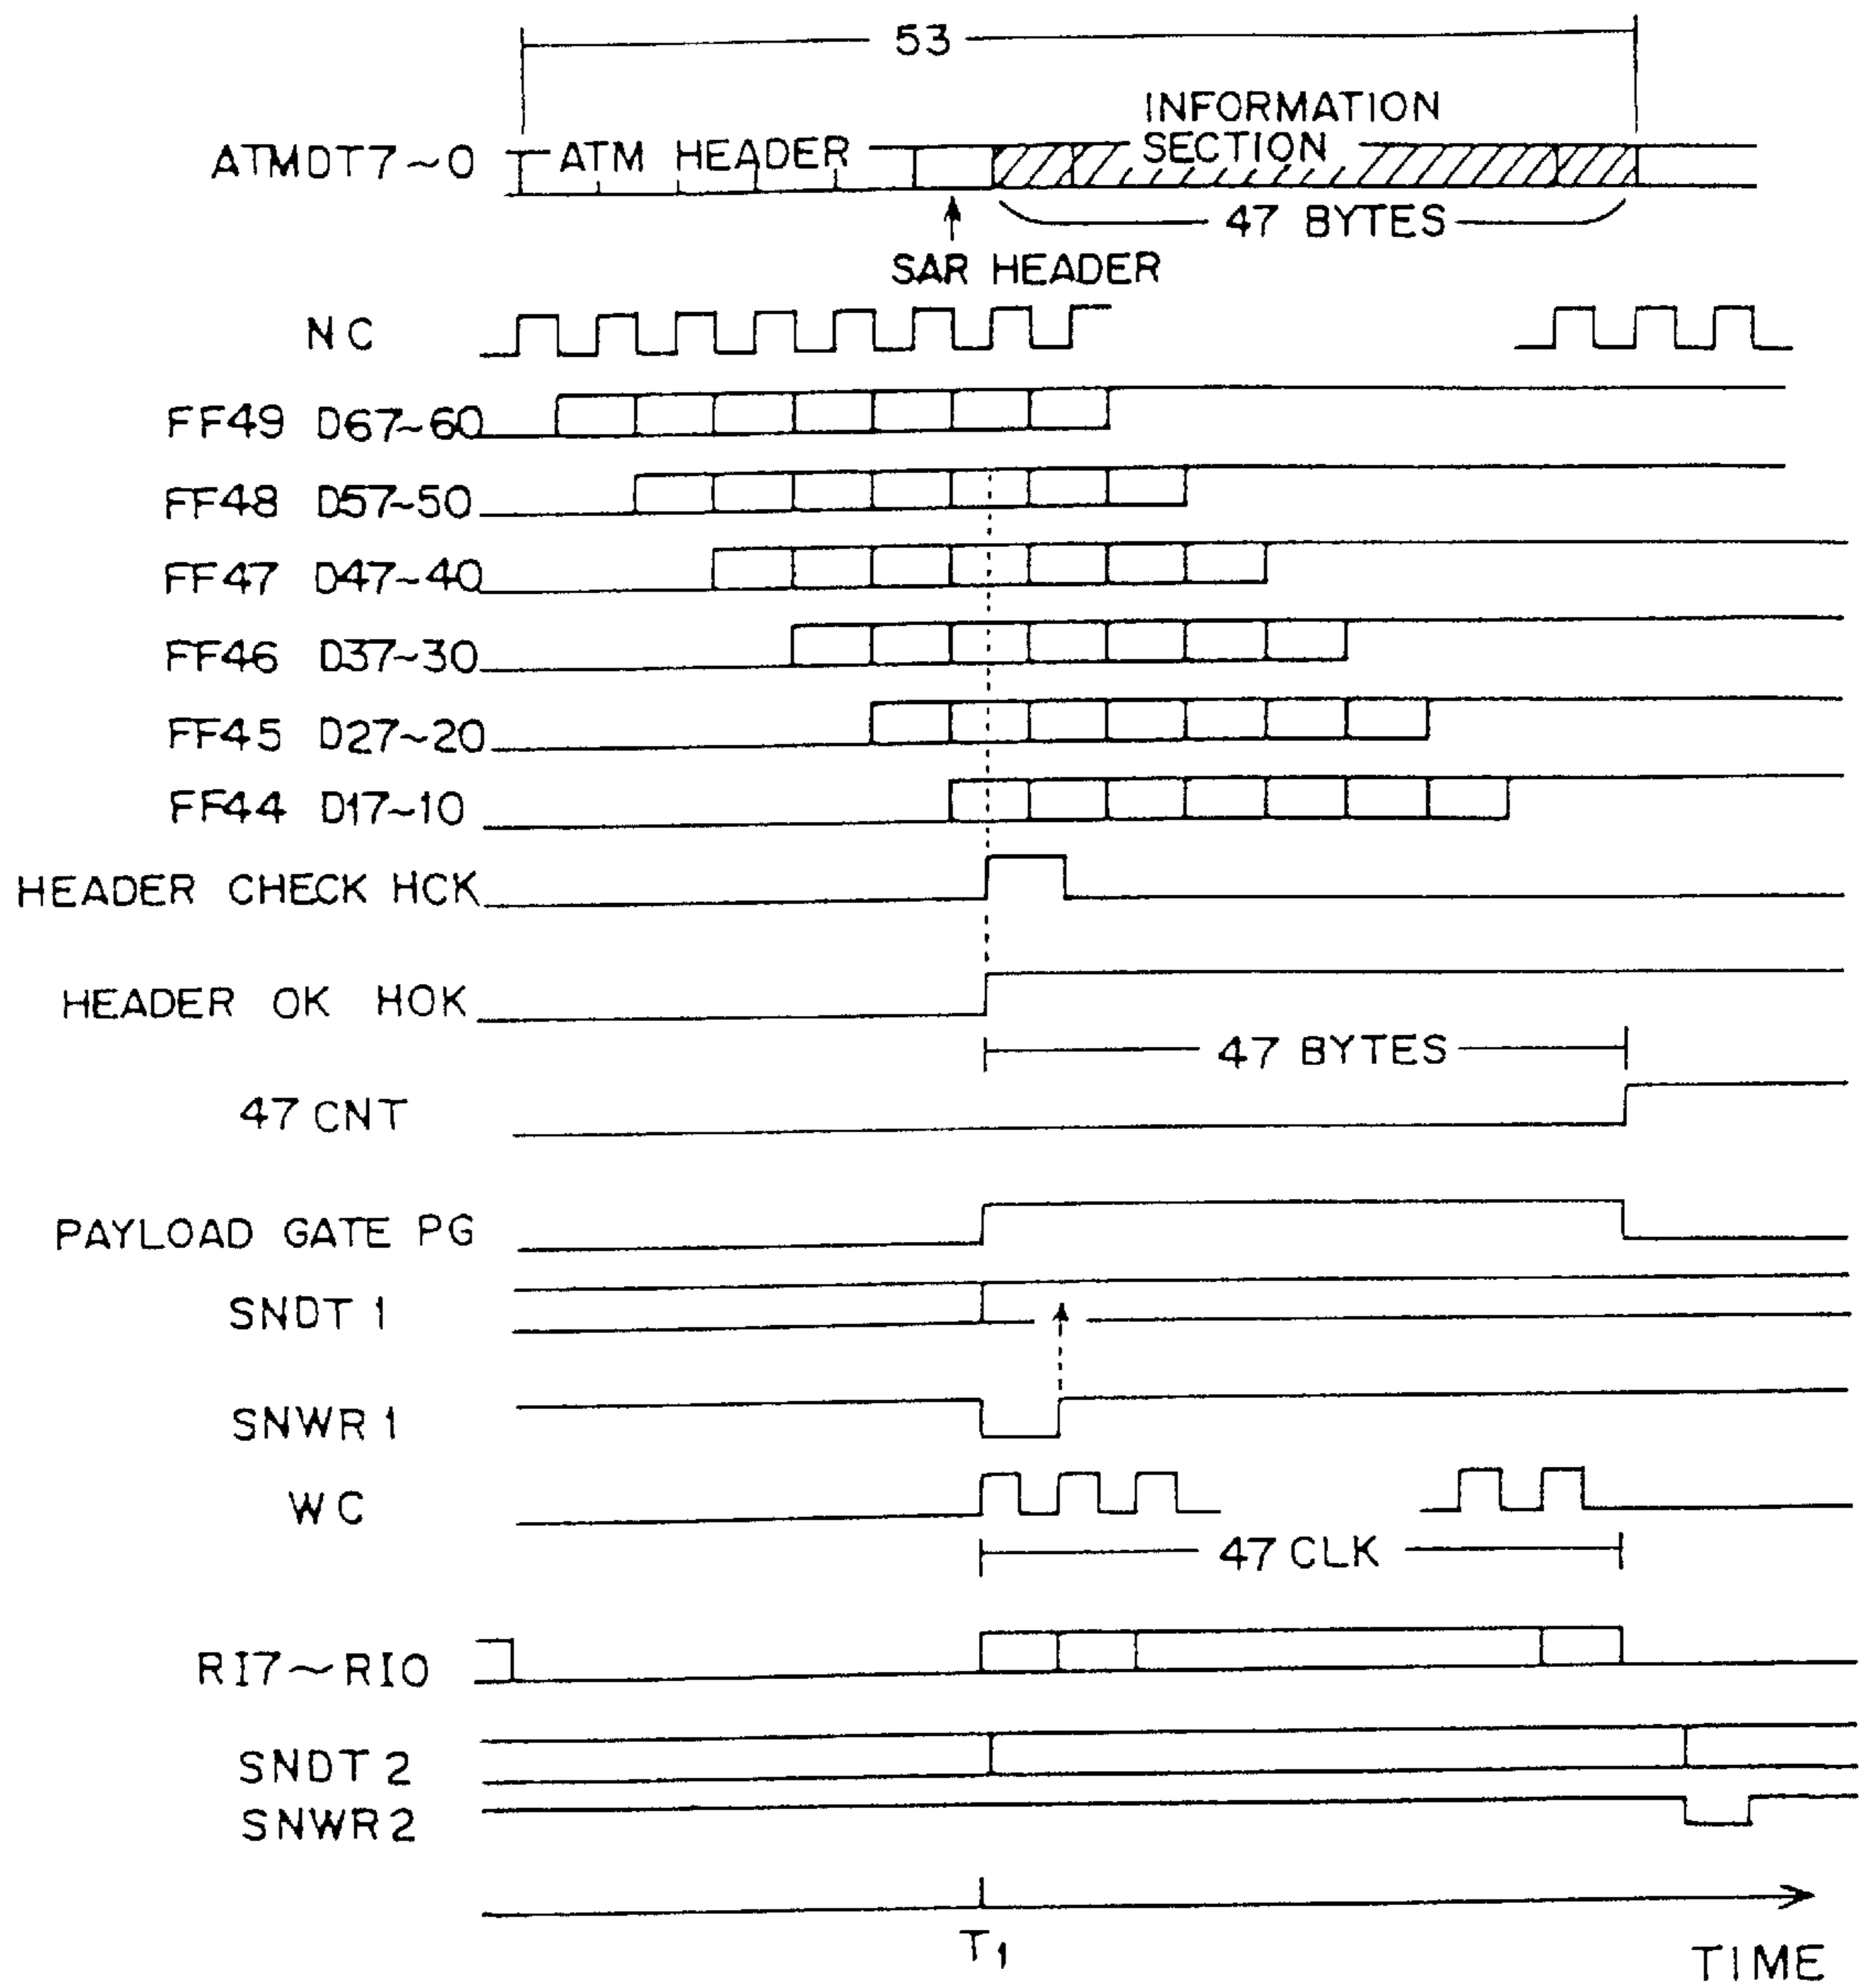 53
INFORMATION
SECTION
ATMDT7~0
ATM HEADER
47 BYTES
SAR HEADER
NC
FF49 D67~60
FF48 D57~50
FF47 D47~40
FF46 D37~30
FF45 D27~20
FF44 D17~10
HEADER CHECK HCK
HEADER OK HOK
47 BYTES
47 CNT
PAYLOAD GATE PG
SNDT 1
SNWR 1
WC
47 CLK
RI7~RI0
SNDT 2
SNWR 2
T1
TIME